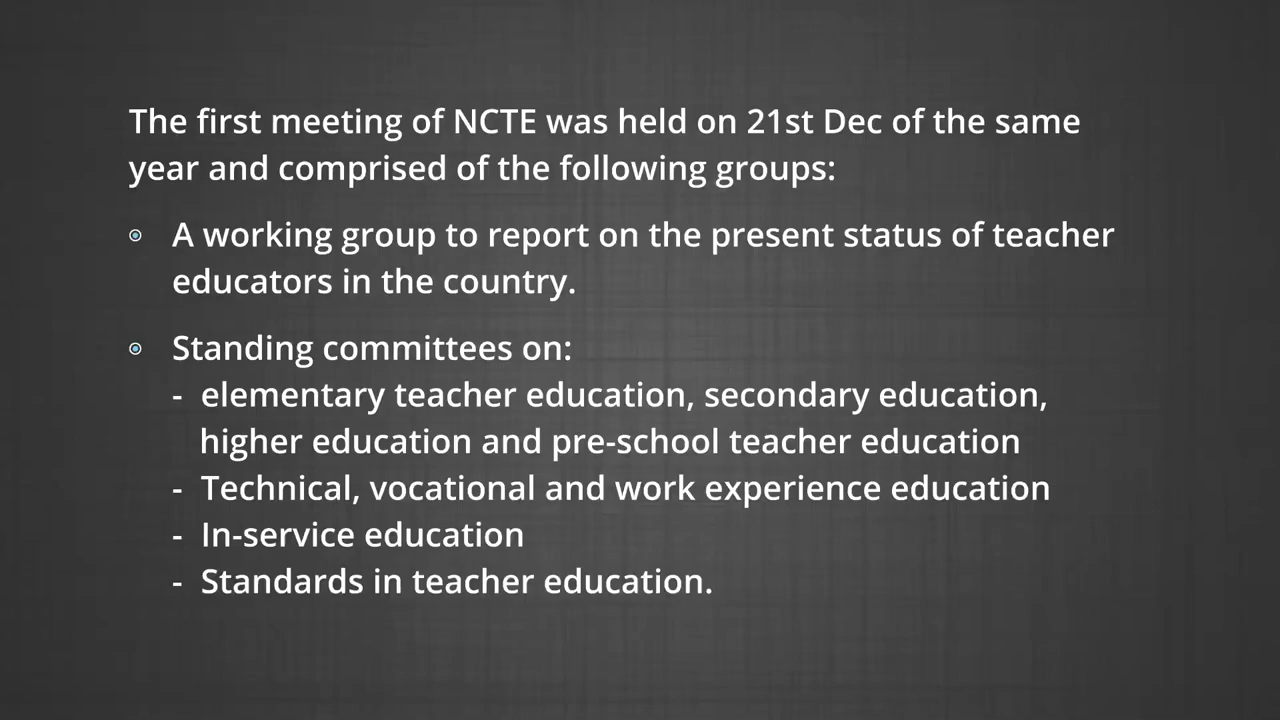 The first meeting of NCTE was held on 21st Dec of the same
year and comprised of the following groups:
A working group to report on the present status of teacher
educators in the country.
Standing committees on:
- elementary teacher education, secondary education,
higher education and pre-school teacher education
- Technical, vocational and work experience education
- In-service education
- Standards in teacher education.